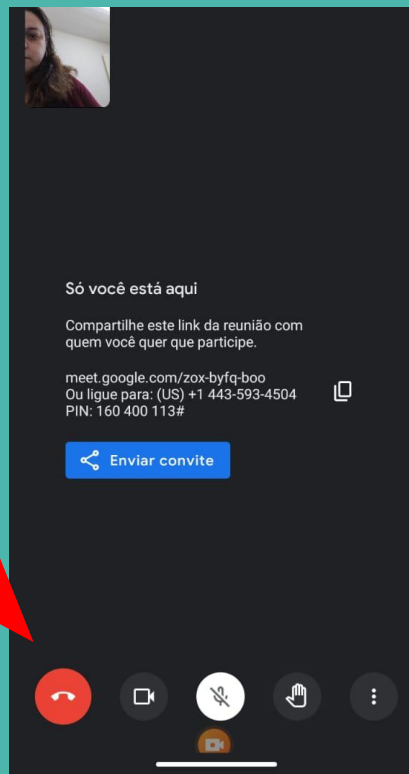 Só você está aqui
Compartilhe este link da reunião com
quem você quer que participe.
meet.google.com/zox-byfq-boo
Ou ligue para: (US) +1 443-593-4504
PIN: 160 400 113#
Enviar convite